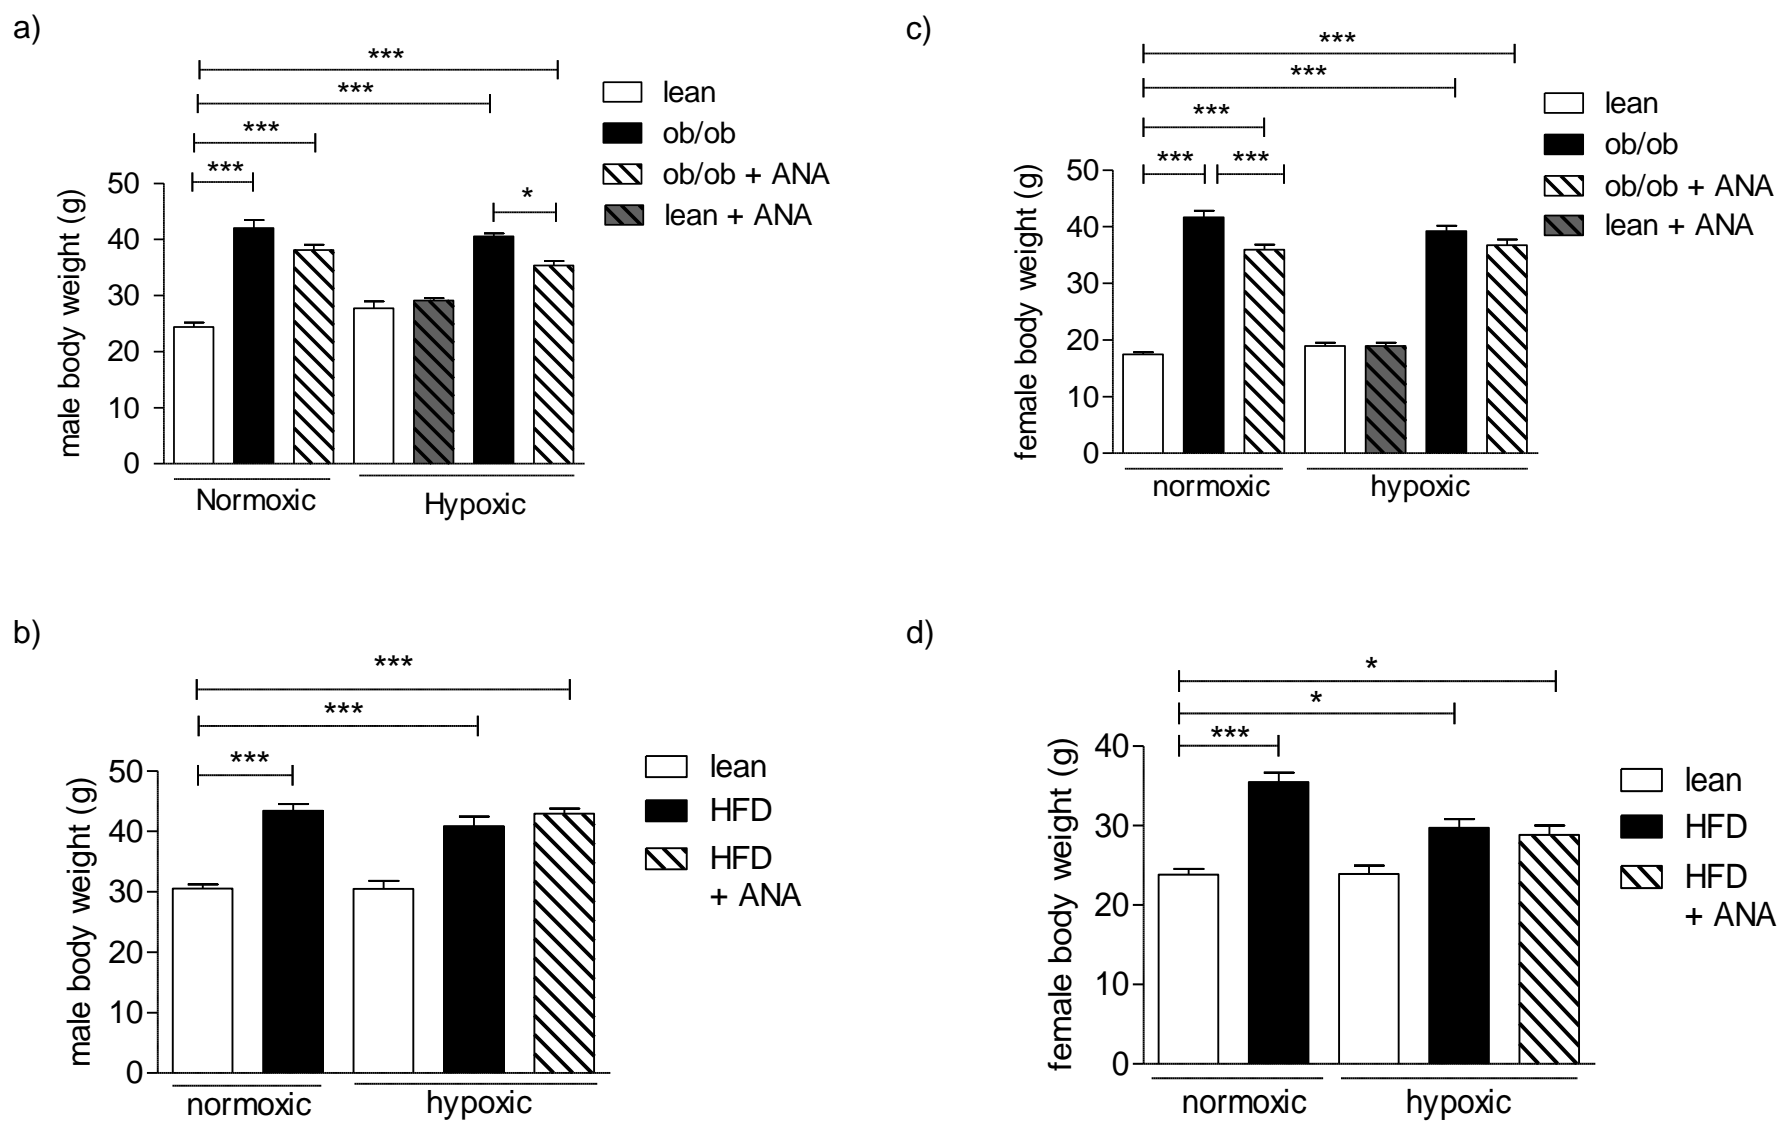 a)
***
***
***
***
*
male body weight (g)
50
40
30
20
10
0
Normoxic
Hypoxic
lean
ob/ob
ob/ob + ANA
lean + ANA
c)
***
***
***
*** ***
female body weight (g)
50
40
30
20
10
0
normoxic
hypoxic
lean
ob/ob
ob/ob + ANA
lean + ANA
b)
***
***
***
male body weight (g)
50
40
30
20
10
0
normoxic
hypoxic
lean
HFD
HFD
+ ANA
d)
*
*
***
female body weight (g)
40
30
20
10
0
normoxic
hypoxic
lean
HFD
HFD
+ ANA